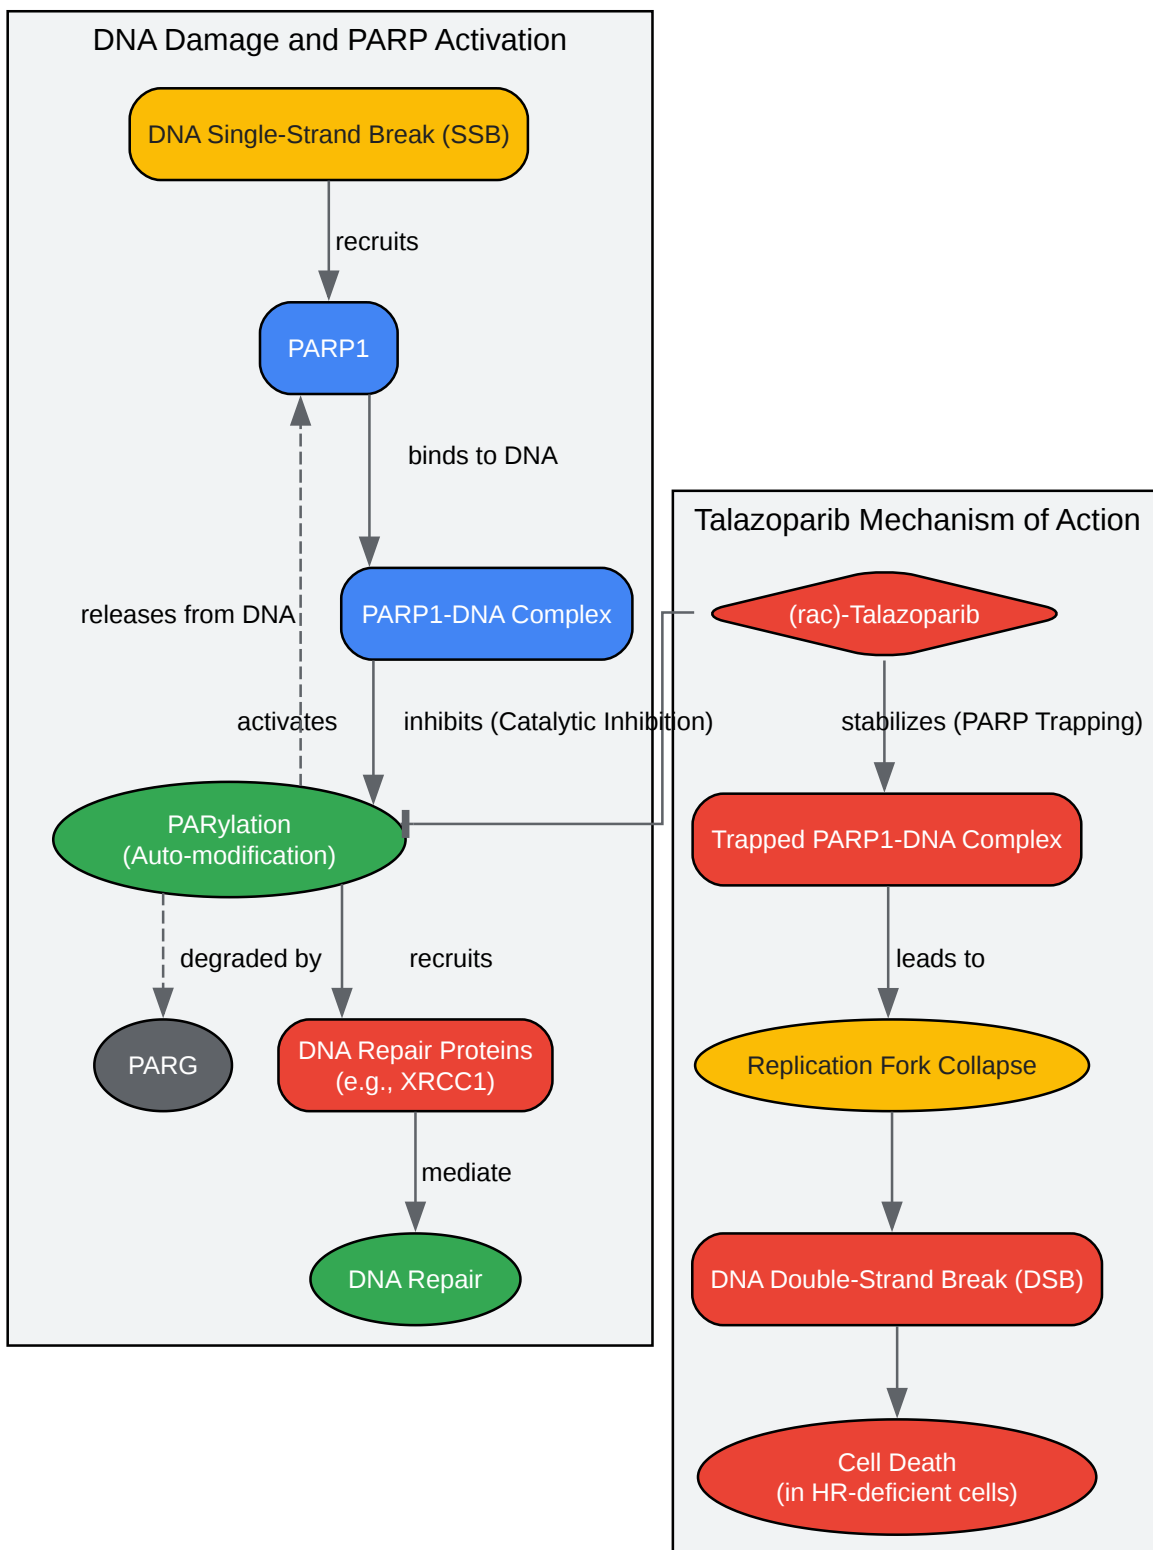 DNA Damage and PARP Activation
DNA Single-Strand Break (SSB)
recruits
PARP1
binds to DNA
PARP1-DNA Complex
releases from DNA
activates
inhibits (Catalytic Inhibition)
PARylation
(Auto-modification)
degraded by
recruits
PARG
DNA Repair Proteins
(e.g., XRCC1)
mediate
DNA Repair
Talazoparib Mechanism of Action
(rac)-Talazoparib
stabilizes (PARP Trapping)
Trapped PARP1-DNA Complex
leads to
Replication Fork Collapse
DNA Double-Strand Break (DSB)
Cell Death
(in HR-deficient cells)